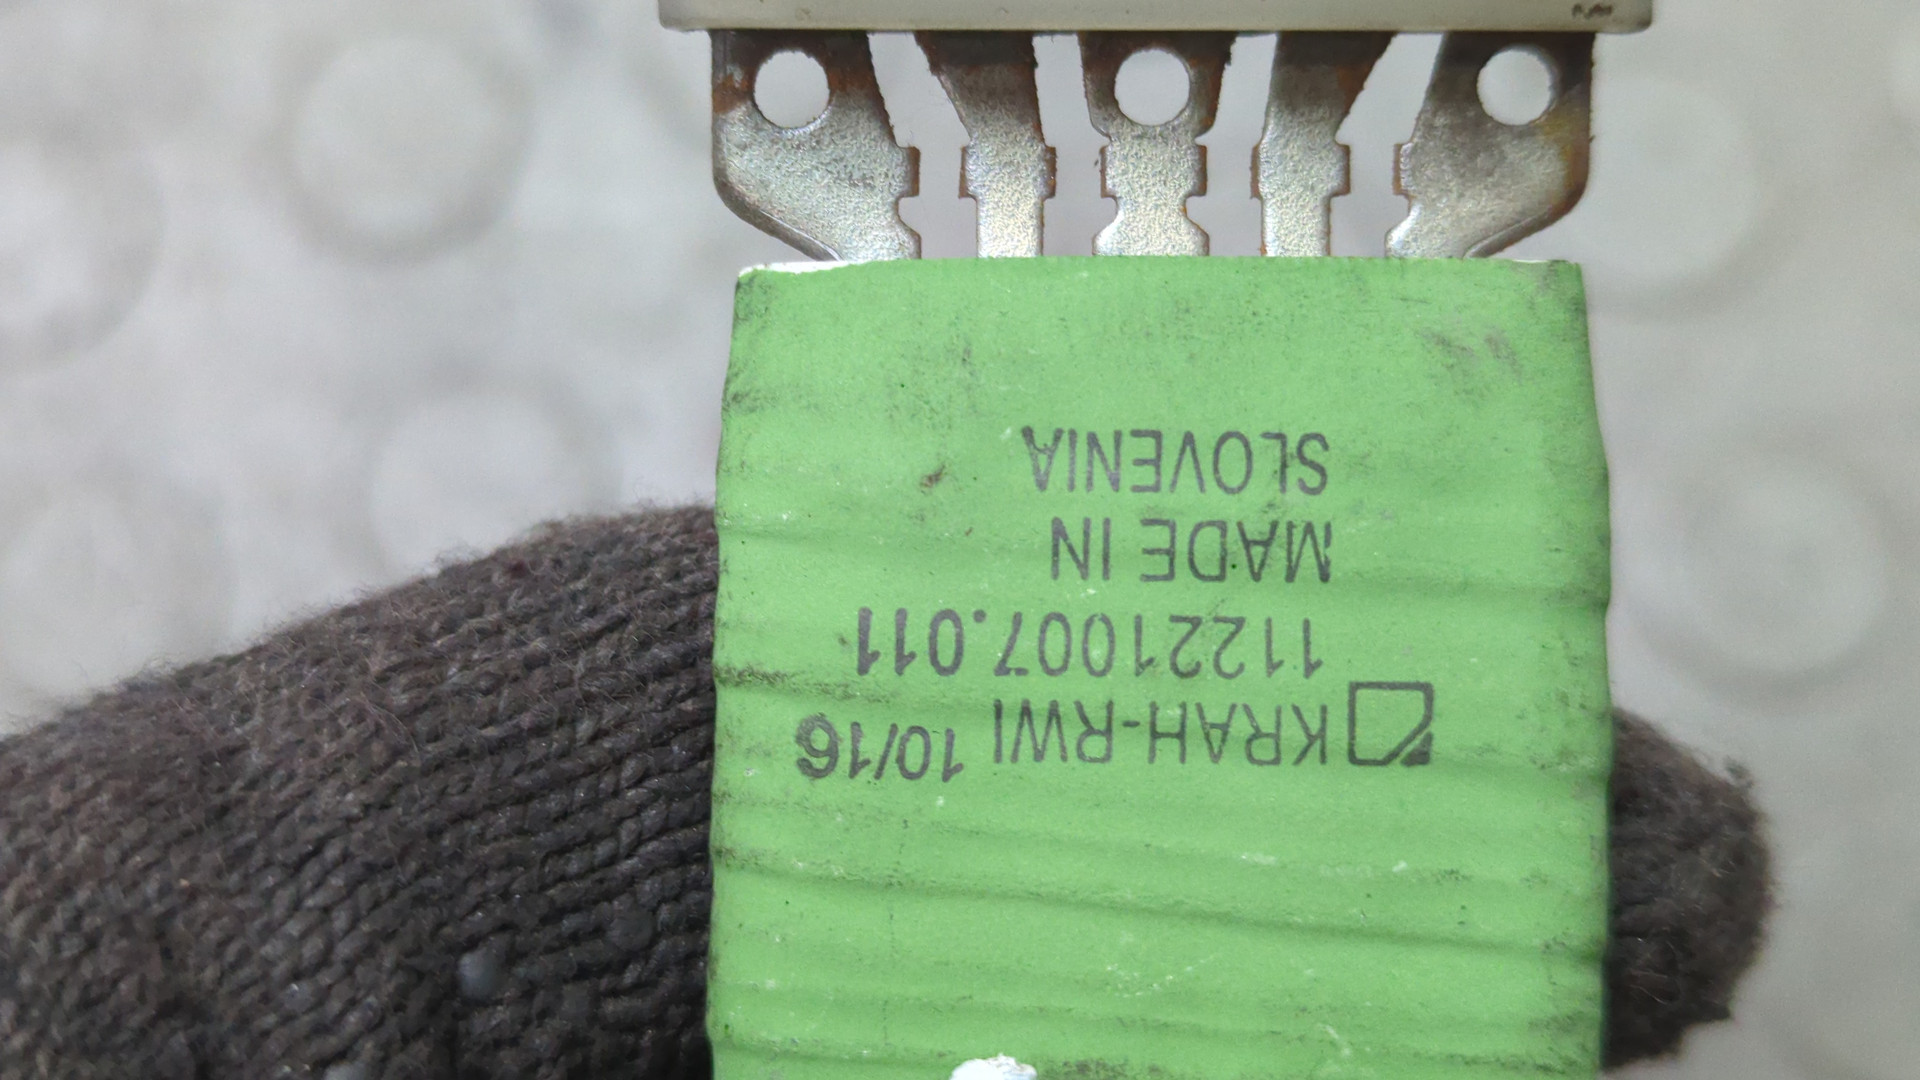 KRAH-RWI 10/16
11221007.011
MADE IN
SLOVENIA